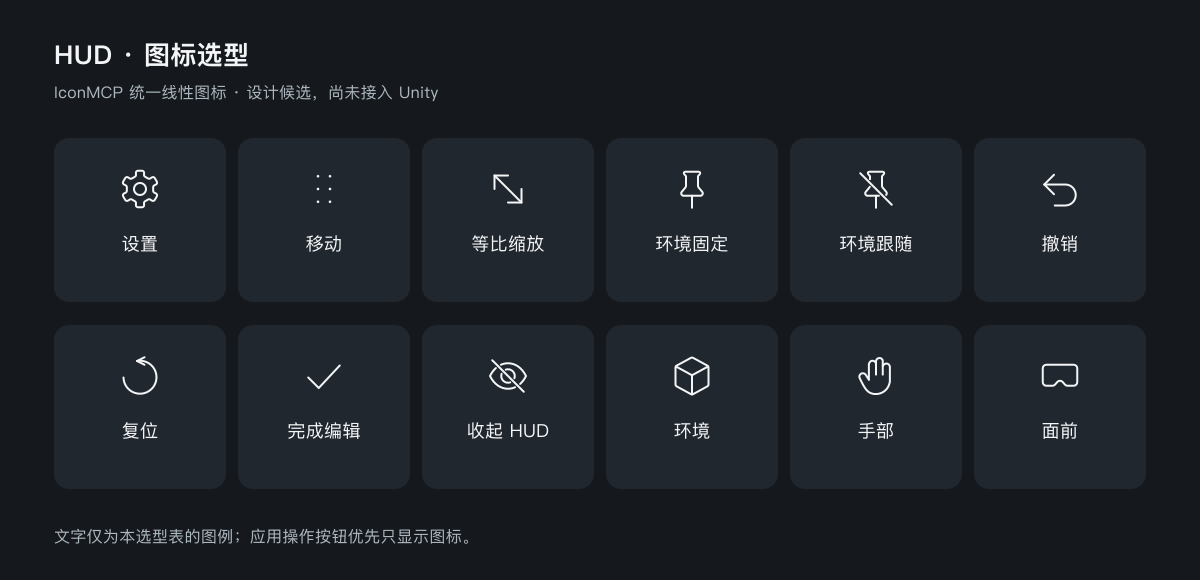 HUD · 图标选型
IconMCP 统一线性图标 · 设计候选，尚未接入 Unity
设置
移动
等比缩放
环境固定
环境跟随
撤销
复位
完成编辑
收起 HUD
环境
手部
面前
文字仅为本选型表的图例；应用操作按钮优先只显示图标。